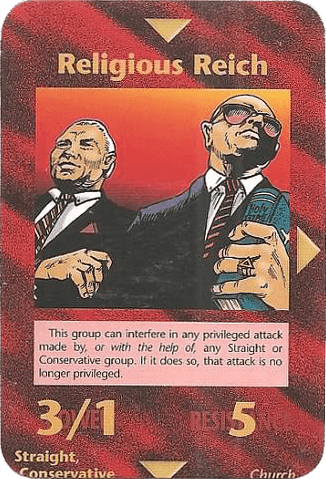 Religious Reich
Holy
This group can interfere in any privileged attack
made by, or with the help of, any Straight or
Conservative group. If it does so, that attack is no
longer privileged.
3/1
5
Straight,
Conservative
Church